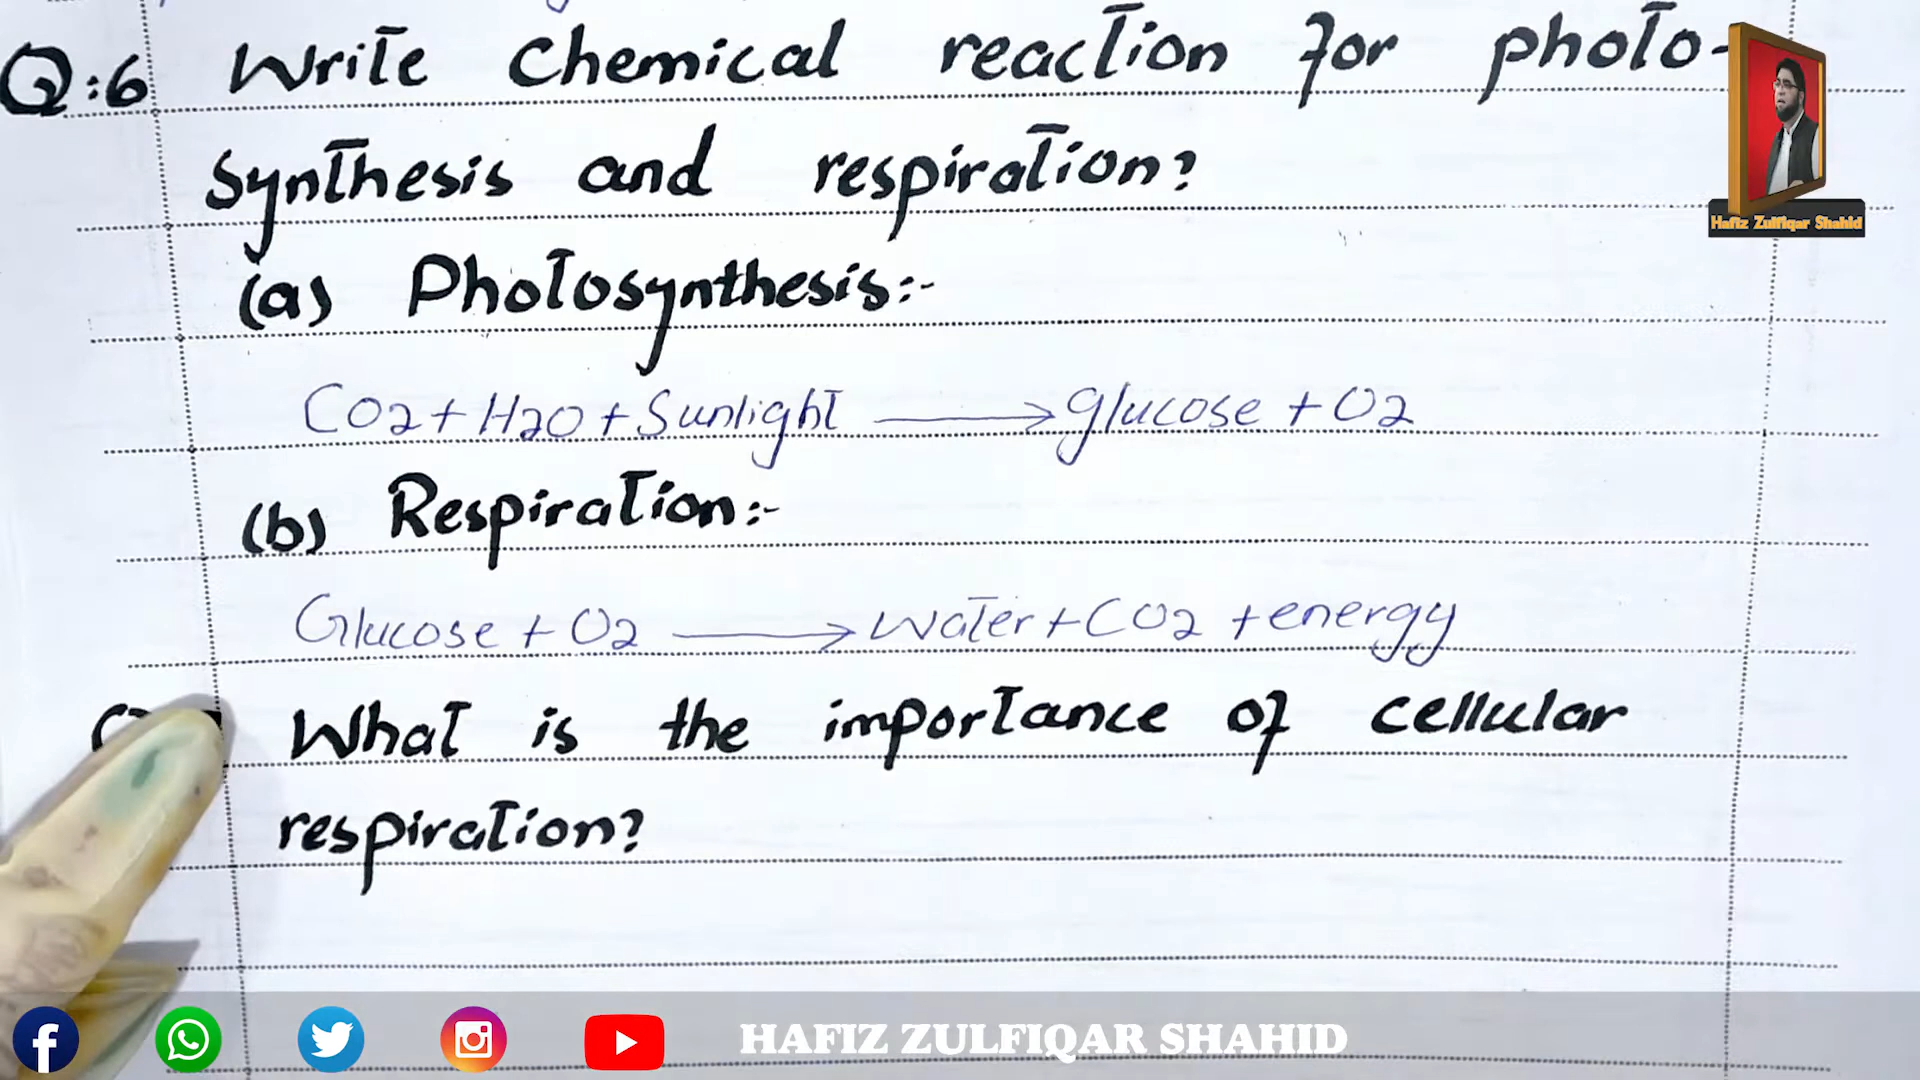 Q:6 Write chemical reaction for photo-
synthesis and respiration?
(a) Photosynthesis:-
CO2 + H2O + Sunlight → glucose + O2
(b) Respiration:-
Glucose + O2 → Water + CO2 + energy
What is the importance of cellular
respiration?
Hafiz Zulfiqar Shahid
HAFIZ ZULFIQAR SHAHID